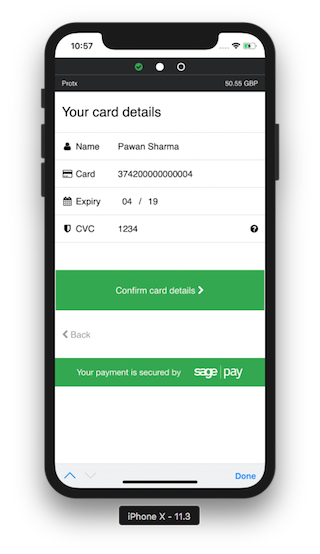 10:57
Protx 50.55 GBP
Your card details
Name Pawan Sharma
Card 374200000000004
Expiry 04 / 19
CVC 1234
Confirm card details
Back
Your payment is secured by sage pay
Done
iPhone X - 11.3